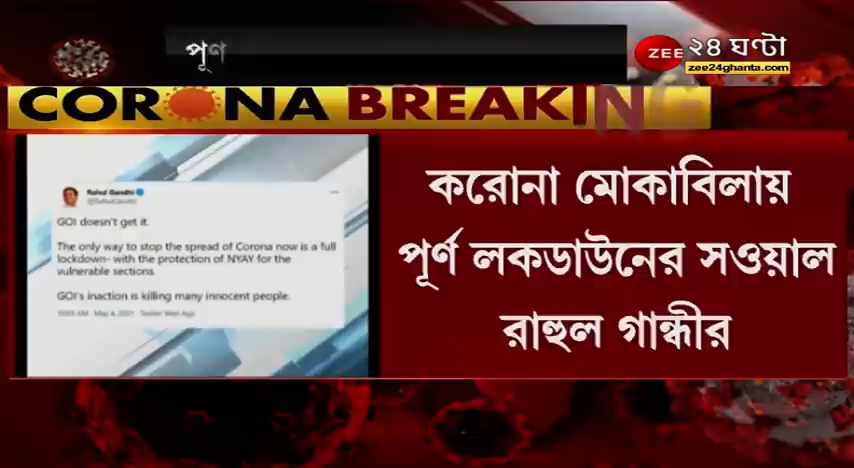 পূর্ণ
ZEE ২৪ ঘণ্টা
zee24ghanta.com
CORONA BREAKING
Rahul Gandhi
@RahulGandhi
GOI doesn't get it.
The only way to stop the spread of Corona now is a full
lockdown- with the protection of NYAY for the
vulnerable sections.
GOI's inaction is killing many innocent people.
May 4, 2021 · Twitter Web App
করোনা মোকাবিলায়
পূর্ণ লকডাউনের সওয়াল
রাহুল গান্ধীর